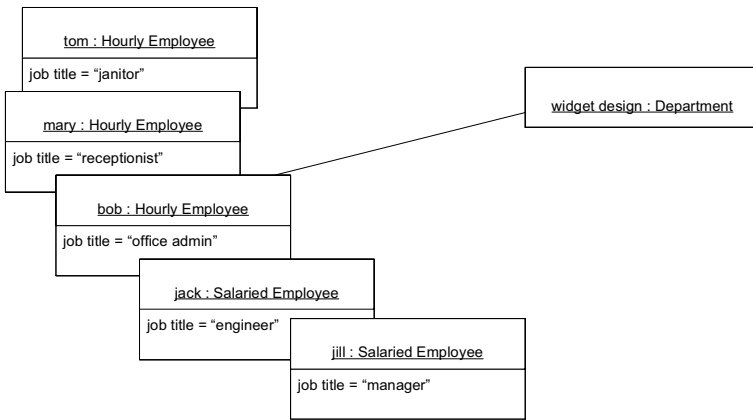 tom : Hourly Employee
job title = “janitor”
widget design : Department
mary : Hourly Employee
job title = “receptionist”
bob : Hourly Employee
job title = “office admin”
jack : Salaried Employee
job title = “engineer”
jill : Salaried Employee
job title = “manager”